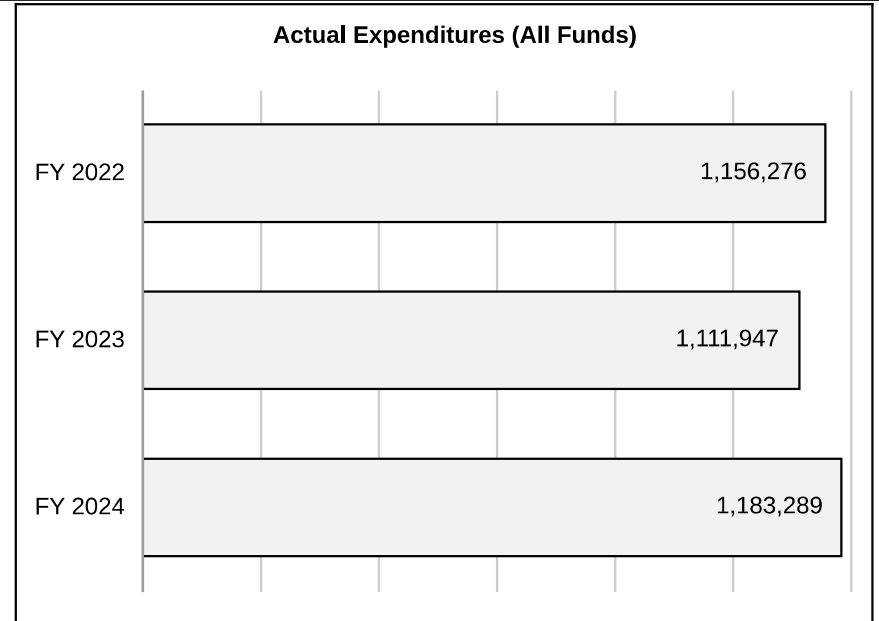 Actual Expenditures (All Funds)
FY 2022 1,156,276
FY 2023 1,111,947
FY 2024 1,183,289